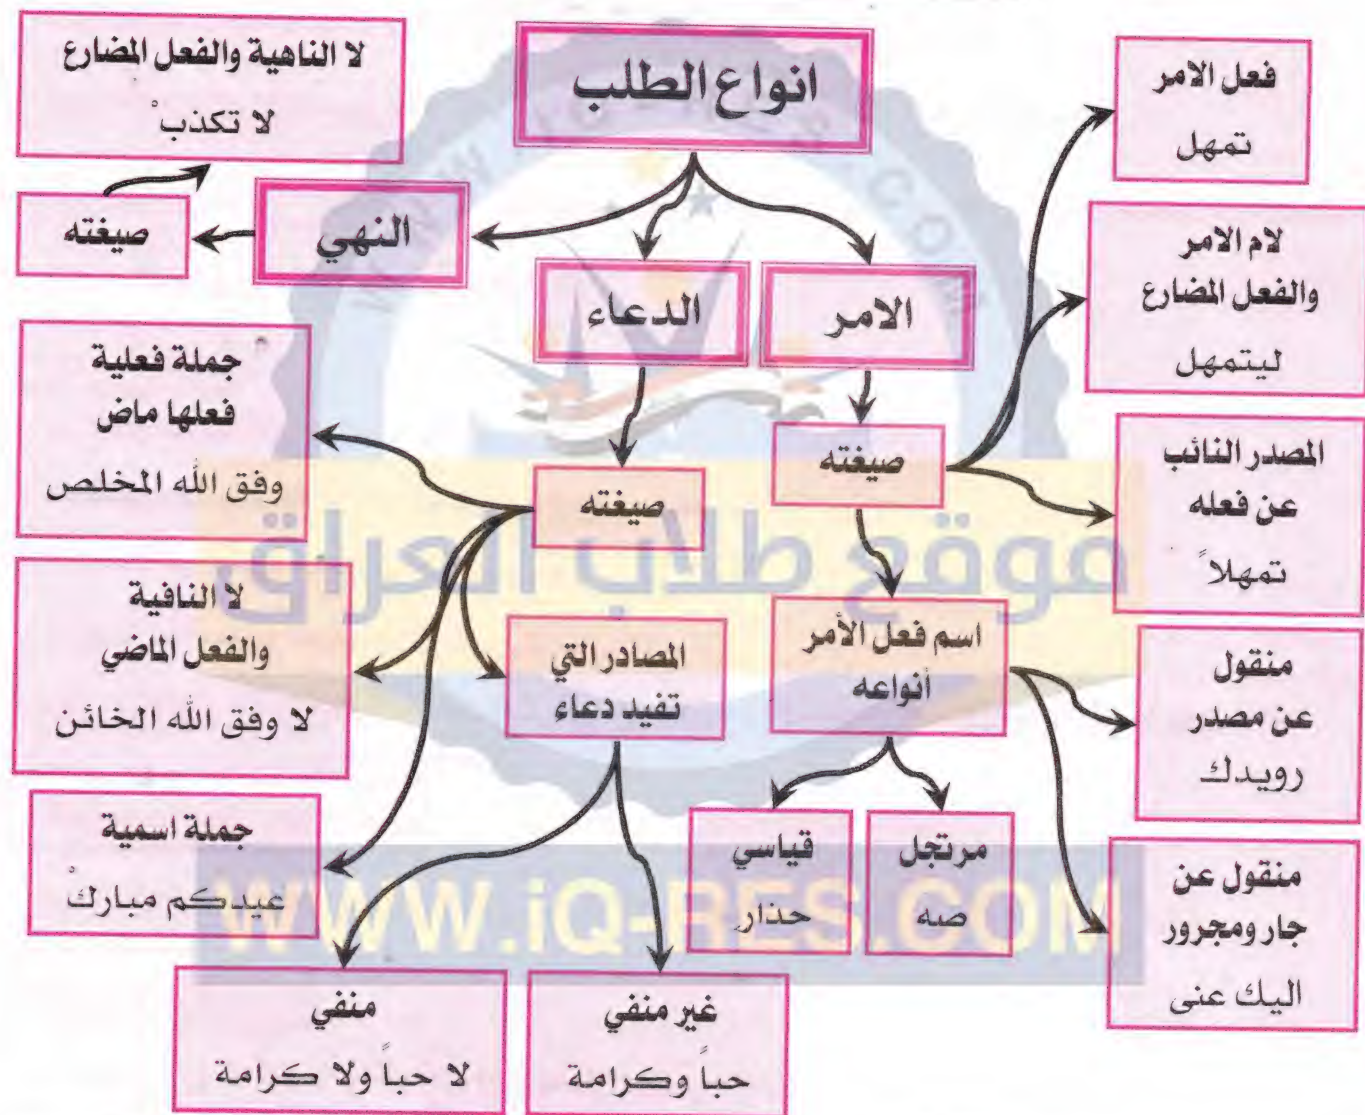 انواع الطلب
فعل الامر
تمهل
لا الناهية والفعل المضارع
لا تكذبْ
النهي
صيغته
لام الامر
والفعل المضارع
ليتمهل
الامر
الدعاء
جملة فعلية
فعلها ماض
وفق الله المخلص
صيغته
صيغته
المصدر النائب
عن فعله
تمهلاً
لا النافية
والفعل الماضي
لا وفق الله الخائن
المصادر التي
تفيد دعاء
اسم فعل الأمر
أنواعه
منقول
عن مصدر
رويدك
جملة اسمية
عيدكم مباركْ
قياسي
حذار
مرتجل
صه
منقول عن
جار ومجرور
اليك عنى
منفي
لا حباً ولا كرامة
غير منفي
حباً وكرامة
موقع طلاب العراق
WWW.iQ-RES.COM